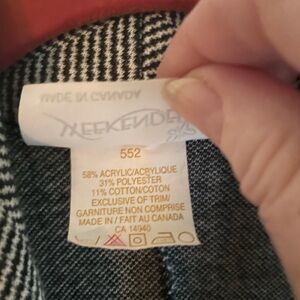 MADE IN CANADA
WEEKENDERS
552
58% ACRYLIC/ACRYLIQUE
31% POLYESTER
11% COTTON/COTON
EXCLUSIVE OF TRIM/
GARNITURE NON COMPRISE
MADE IN / FAIT AU CANADA
CA 14940